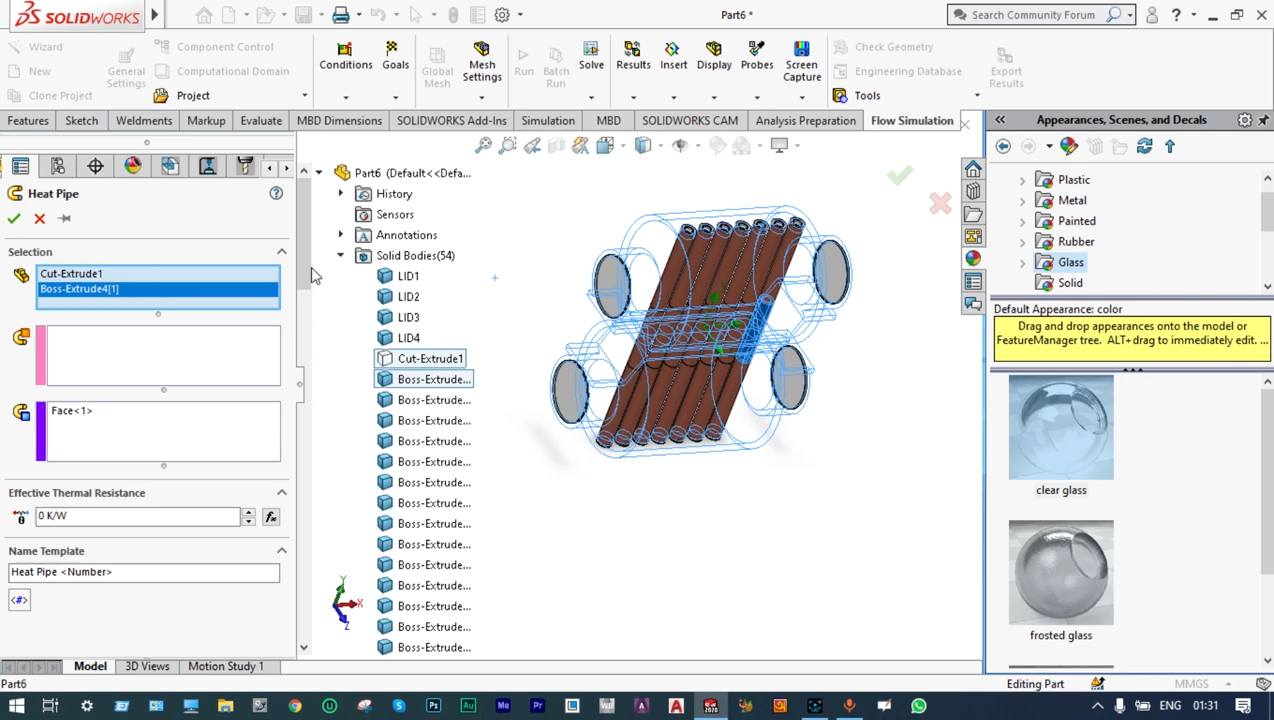 SOLIDWORKS
Part6 *
Search Community Forum
Wizard
New
Clone Project
General Settings
Component Control
Computational Domain
Project
Conditions
Goals
Global Mesh
Mesh Settings
Run
Batch Run
Solve
Results
Insert
Display
Probes
Screen Capture
Check Geometry
Engineering Database
Tools
Export Results
Features
Sketch
Weldments
Markup
Evaluate
MBD Dimensions
SOLIDWORKS Add-Ins
Simulation
MBD
SOLIDWORKS CAM
Analysis Preparation
Flow Simulation
Heat Pipe
Selection
Cut-Extrude1
Boss-Extrude4[1]
Face<1>
Effective Thermal Resistance
0 K/W
Name Template
Heat Pipe <Number>
<#>
Part6 (Default<<Defa...
History
Sensors
Annotations
Solid Bodies(54)
LID1
LID2
LID3
LID4
Cut-Extrude1
Boss-Extrude...
Boss-Extrude...
Boss-Extrude...
Boss-Extrude...
Boss-Extrude...
Boss-Extrude...
Boss-Extrude...
Boss-Extrude...
Boss-Extrude...
Boss-Extrude...
Boss-Extrude...
Boss-Extrude...
Boss-Extrude...
Boss-Extrude...
Y
X
Z
Appearances, Scenes, and Decals
Plastic
Metal
Painted
Rubber
Glass
Solid
Default Appearance: color
Drag and drop appearances onto the model or
FeatureManager tree. ALT+drag to immediately edit. ...
clear glass
frosted glass
Model
3D Views
Motion Study 1
Part6
Editing Part
MMGS
ENG
01:31